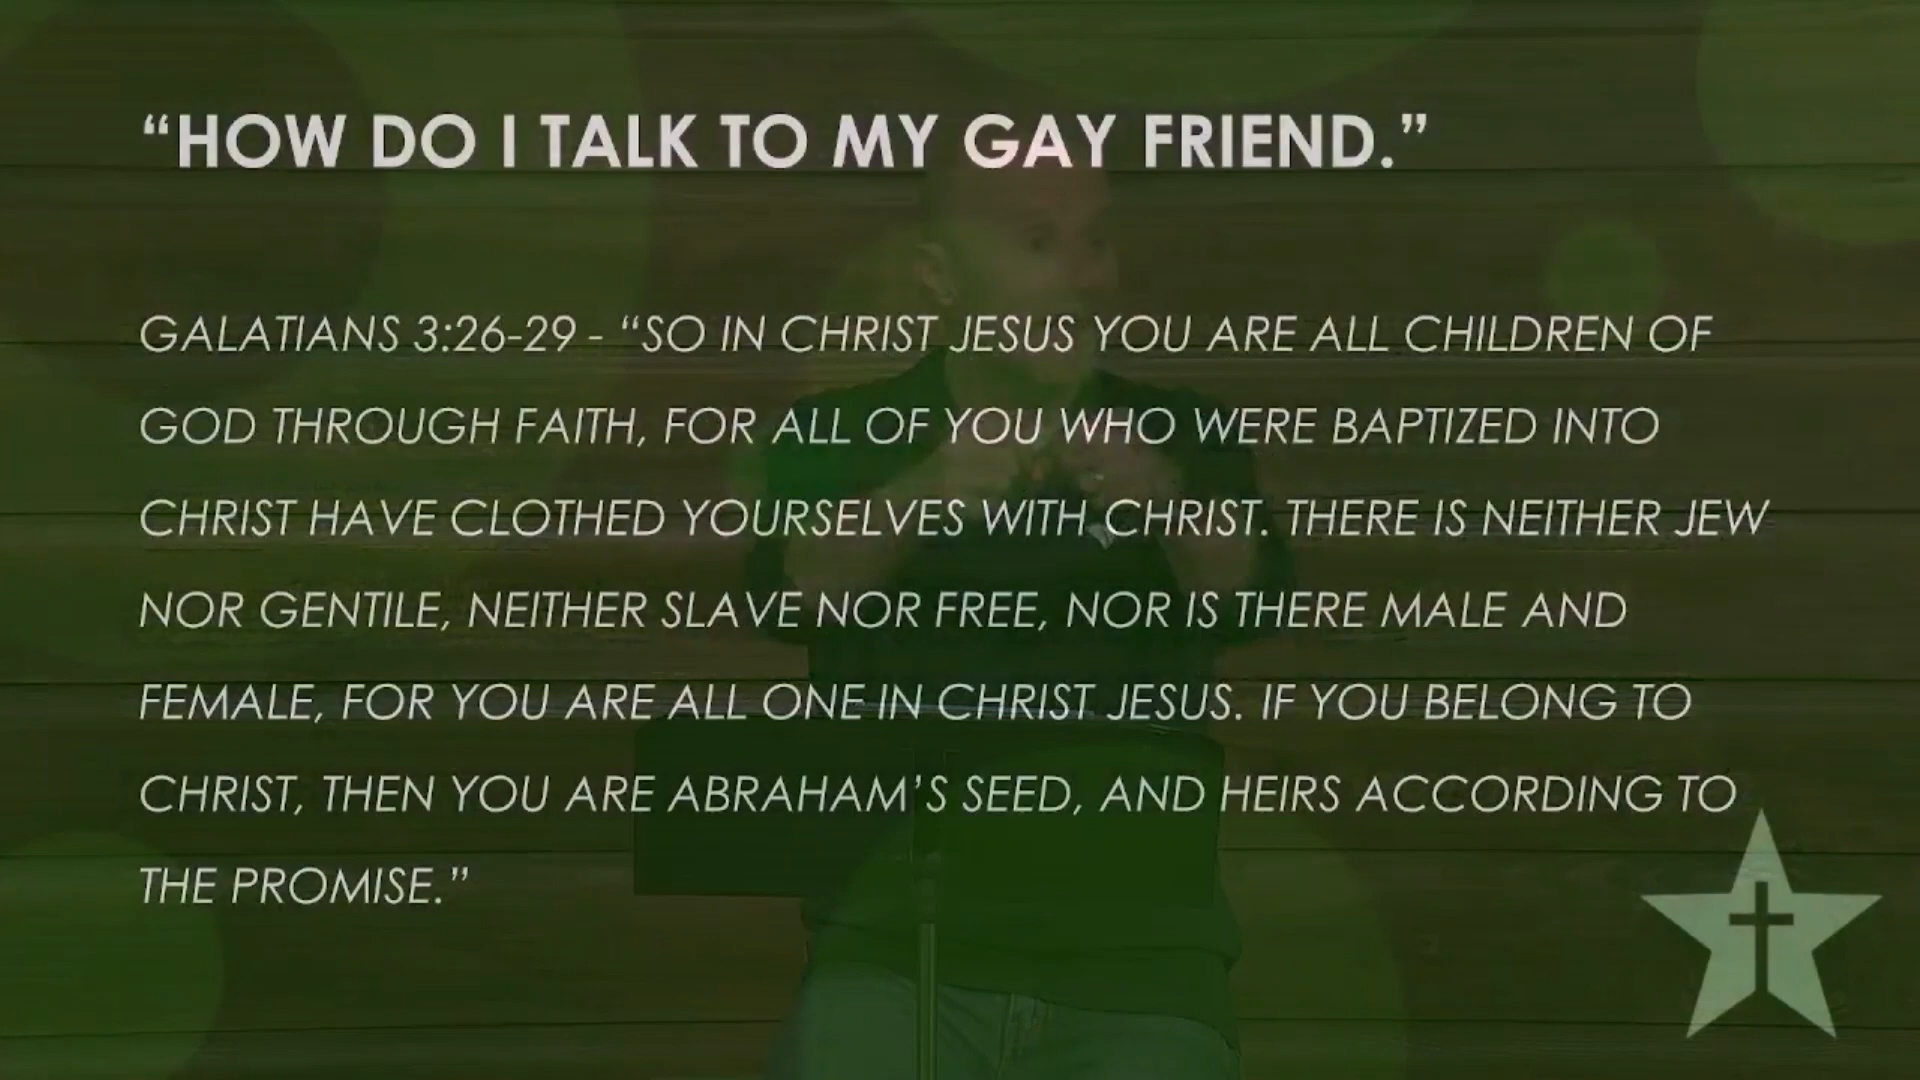 “HOW DO I TALK TO MY GAY FRIEND.”
GALATIANS 3:26-29 - “SO IN CHRIST JESUS YOU ARE ALL CHILDREN OF
GOD THROUGH FAITH, FOR ALL OF YOU WHO WERE BAPTIZED INTO
CHRIST HAVE CLOTHED YOURSELVES WITH CHRIST. THERE IS NEITHER JEW
NOR GENTILE, NEITHER SLAVE NOR FREE, NOR IS THERE MALE AND
FEMALE, FOR YOU ARE ALL ONE IN CHRIST JESUS. IF YOU BELONG TO
CHRIST, THEN YOU ARE ABRAHAM’S SEED, AND HEIRS ACCORDING TO
THE PROMISE.”